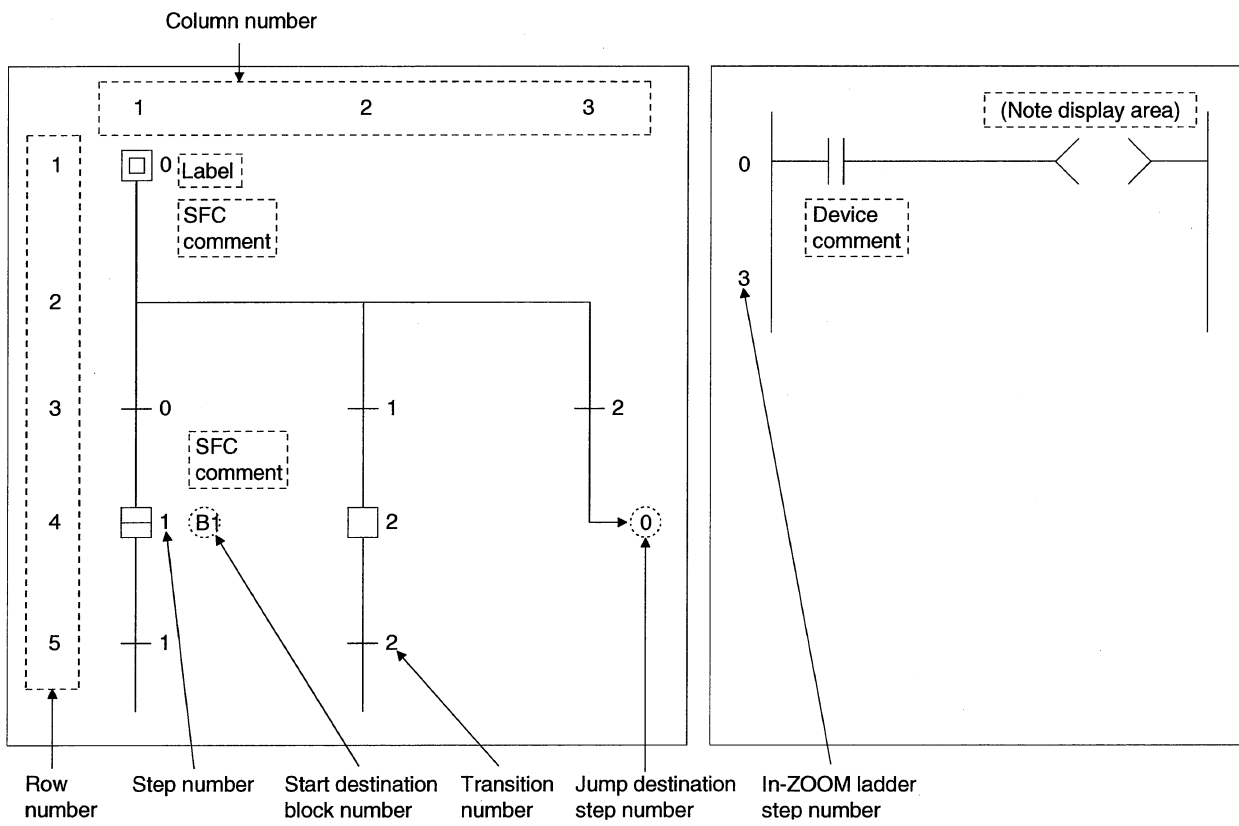 Column number
1 2 3
1 0 Label
SFC
comment
2
3 0 1 2
SFC
comment
4 1 B1 2 0
5 1 2
(Note display area)
0
Device
comment
3
Row
number
Step number
Start destination
block number
Transition
number
Jump destination
step number
In-ZOOM ladder
step number